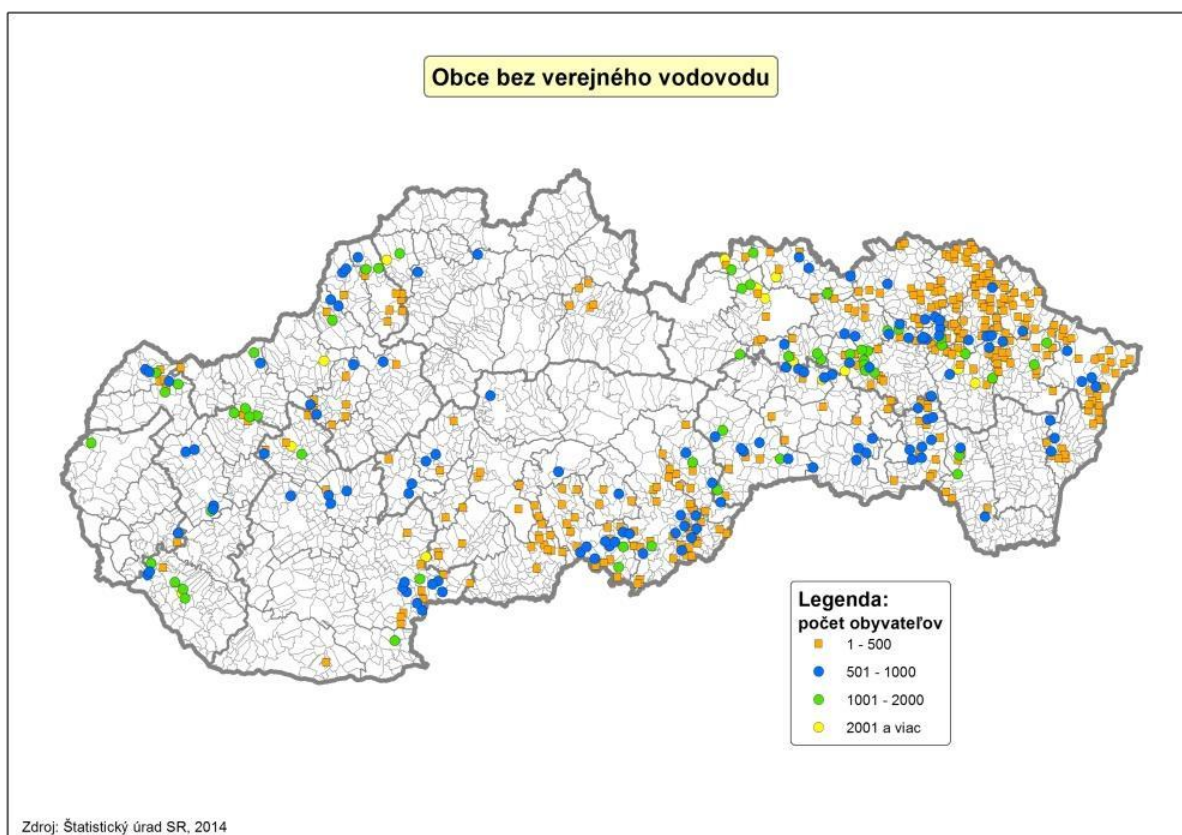 Obce bez verejného vodovodu
Legenda:
počet obyvateľov
1 - 500
501 - 1000
1001 - 2000
2001 a viac
Zdroj: Štatistický úrad SR, 2014